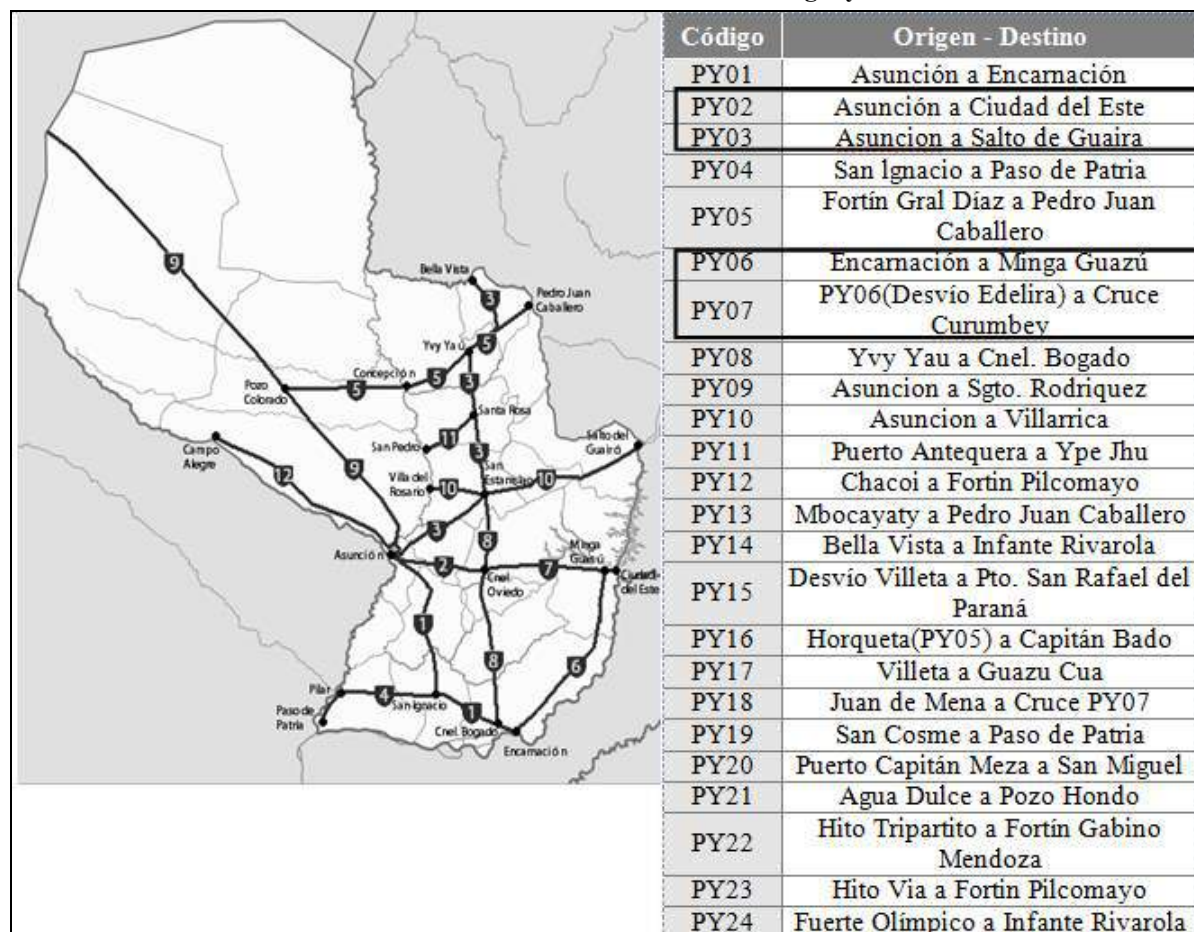 Código Origen - Destino
PY01 Asunción a Encarnación
PY02 Asunción a Ciudad del Este
PY03 Asuncion a Salto de Guaira
PY04 San Ignacio a Paso de Patria
PY05 Fortín Gral Díaz a Pedro Juan
Caballero
PY06 Encarnación a Minga Guazú
PY07 PY06(Desvío Edelira) a Cruce
Curumbey
PY08 Yvy Yau a Cnel. Bogado
PY09 Asuncion a Sgto. Rodriquez
PY10 Asuncion a Villarrica
PY11 Puerto Antequera a Ype Jhu
PY12 Chacoi a Fortin Pilcomayo
PY13 Mbocayaty a Pedro Juan Caballero
PY14 Bella Vista a Infante Rivarola
PY15 Desvío Villeta a Pto. San Rafael del
Paraná
PY16 Horqueta(PY05) a Capitán Bado
PY17 Villeta a Guazu Cua
PY18 Juan de Mena a Cruce PY07
PY19 San Cosme a Paso de Patria
PY20 Puerto Capitán Meza a San Miguel
PY21 Agua Dulce a Pozo Hondo
PY22 Hito Tripartito a Fortín Gabino
Mendoza
PY23 Hito Via a Fortin Pilcomayo
PY24 Fuerte Olímpico a Infante Rivarola
9
Bella Vista
3
Pedro Juan
Caballero
5
Yvy Yaú
Concepción
5
5
3
Pozo
Colorado
Santa Rosa
11
San Pedro
3
Salto del
Guairá
Campo
Alegre
12
9
San
Estanislao
Villa del
Rosario
10
10
3
8
Asunción
2
Minga
Guazú
7
Cnel.
Oviedo
Ciudad
del Este
1
8
6
Pilar
4
San Ignacio
1
Paso de
Patria
Cnel. Bogado
Encarnación